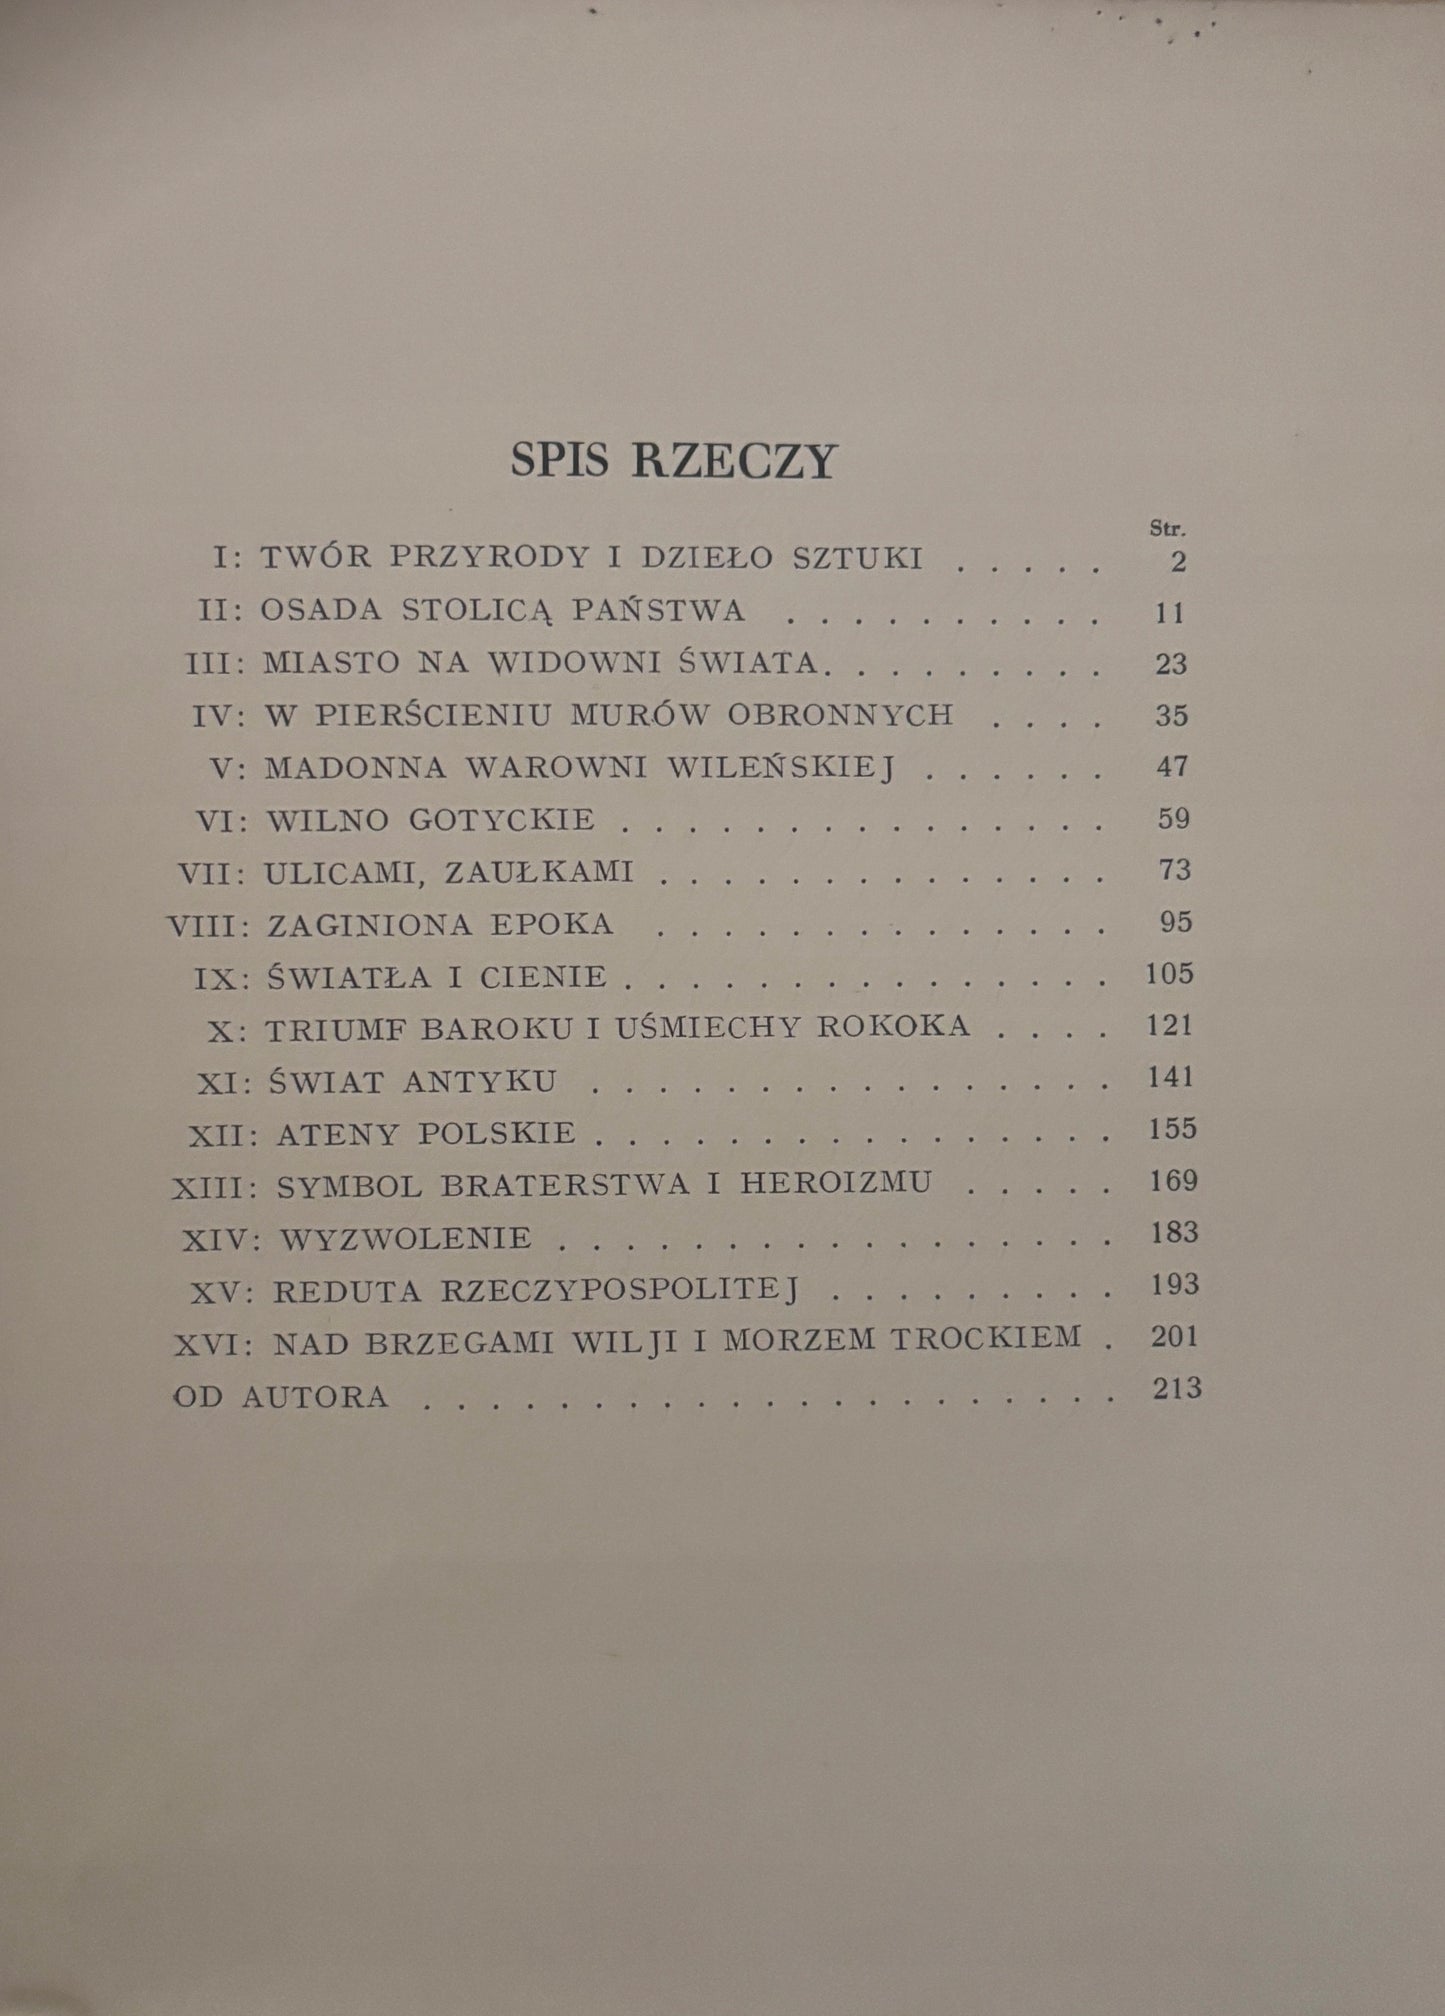 SPIS RZECZY
Str.
I: TWÓR PRZYRODY I DZIEŁO SZTUKI . . . . . 2
II: OSADA STOLICĄ PAŃSTWA . . . . . . . . . . 11
III: MIASTO NA WIDOWNI ŚWIATA. . . . . . . . . 23
IV: W PIERŚCIENIU MURÓW OBRONNYCH . . . . 35
V: MADONNA WAROWNI WILEŃSKIEJ . . . . . . 47
VI: WILNO GOTYCKIE . . . . . . . . . . . . . . . 59
VII: ULICAMI, ZAUŁKAMI . . . . . . . . . . . . . . 73
VIII: ZAGINIONA EPOKA . . . . . . . . . . . . . . 95
IX: ŚWIATŁA I CIENIE . . . . . . . . . . . . . . . 105
X: TRIUMF BAROKU I UŚMIECHY ROKOKA . . . . 121
XI: ŚWIAT ANTYKU . . . . . . . . . . . . . . . . 141
XII: ATENY POLSKIE . . . . . . . . . . . . . . . . 155
XIII: SYMBOL BRATERSTWA I HEROIZMU . . . . . 169
XIV: WYZWOLENIE . . . . . . . . . . . . . . . . . 183
XV: REDUTA RZECZYPOSPOLITEJ . . . . . . . . . 193
XVI: NAD BRZEGAMI WILJI I MORZEM TROCKIEM . 201
OD AUTORA . . . . . . . . . . . . . . . . . . . . . 213